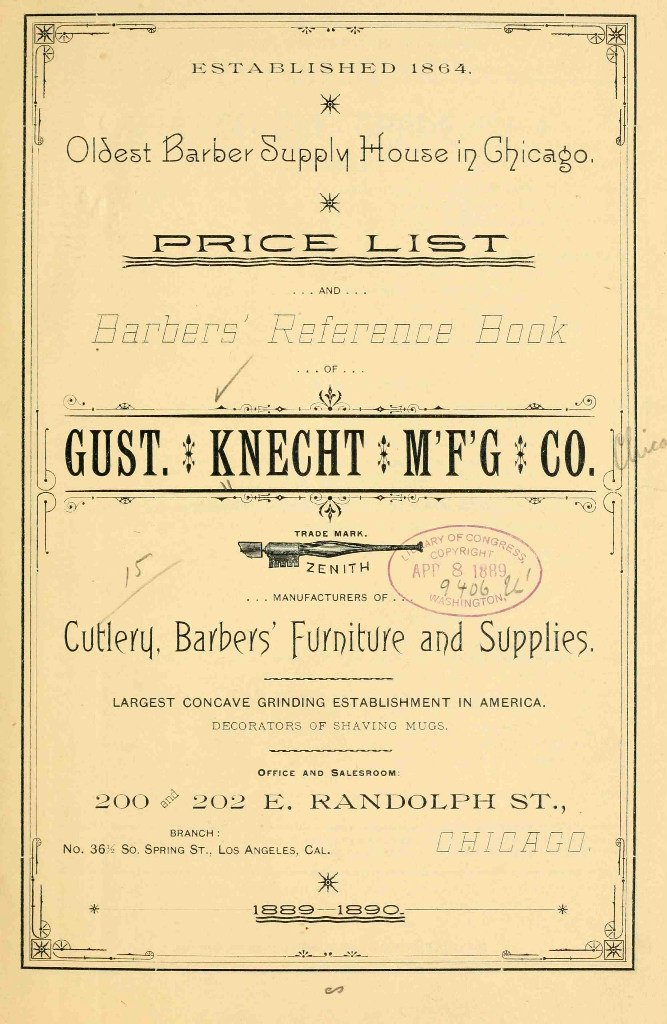 ESTABLISHED 1864.
Oldest Barber Supply House in Chicago.
PRICE LIST
...AND...
Barbers' Reference Book
...OF...
GUST. KNECHT M'F'G CO.
TRADE MARK.
ZENITH
LIBRARY OF CONGRESS,
COPYRIGHT
APR 8 1889
9406
WASHINGTON.
15
...MANUFACTURERS OF...
Cutlery, Barbers' Furniture and Supplies.
LARGEST CONCAVE GRINDING ESTABLISHMENT IN AMERICA.
DECORATORS OF SHAVING MUGS.
OFFICE AND SALESROOM:
200 and 202 E. RANDOLPH ST.,
CHICAGO.
BRANCH:
No. 36½ So. SPRING ST., LOS ANGELES, CAL.
1889--1890.